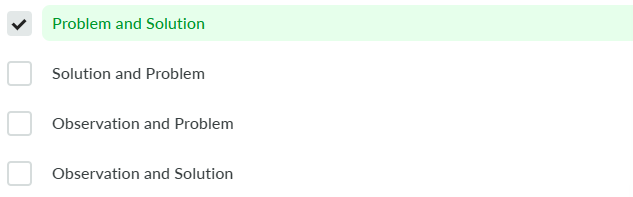 Problem and Solution
Solution and Problem
Observation and Problem
Observation and Solution